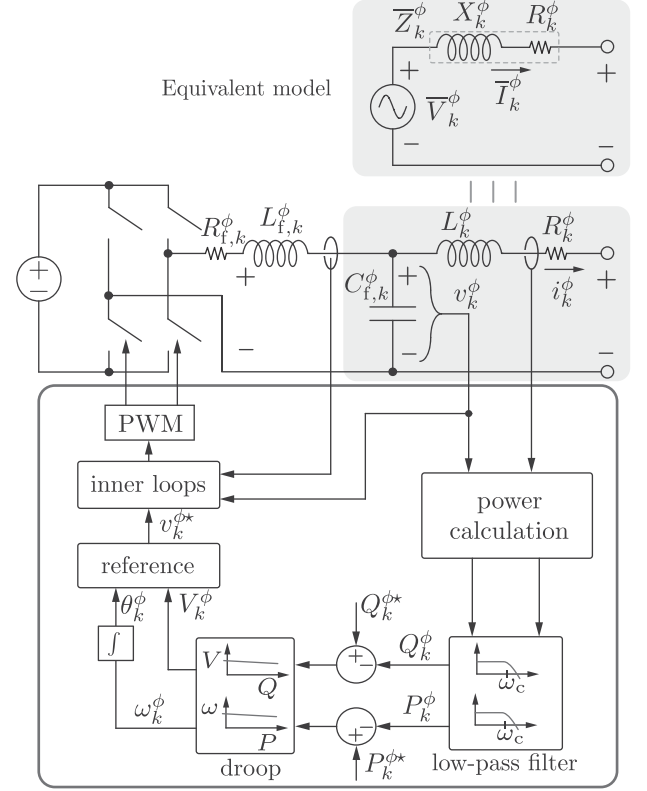 Z̅_k^ϕ X_k^ϕ R_k^ϕ
+ +
Equivalent model
V̅_k^ϕ I̅_k^ϕ
− −
R_{f,k}^ϕ L_{f,k}^ϕ L_k^ϕ R_k^ϕ
+ −
+ −
C_{f,k}^ϕ + − v_k^ϕ i_k^ϕ
+ −
PWM
inner loops
power
calculation
v_k^{ϕ⋆}
reference
θ_k^ϕ V_k^ϕ
∫
Q_k^{ϕ⋆}
V Q + − Q_k^ϕ
ω_c
ω_k^ϕ
ω P + − P_k^ϕ
ω_c
P_k^{ϕ⋆}
droop
low-pass filter